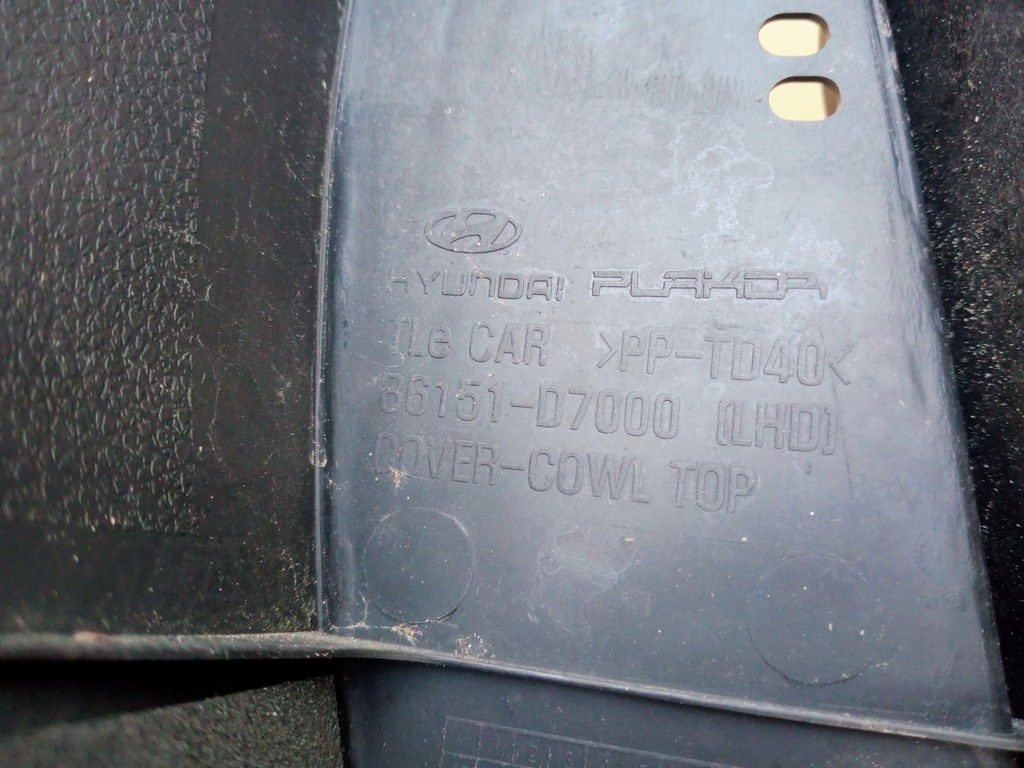 HYUNDAI PLAKOR
TLe CAR >PP-TD40<
86151-D7000 (LHD)
COVER-COWL TOP